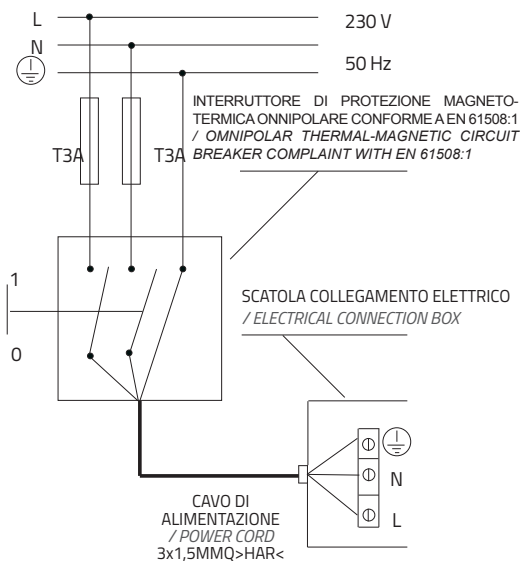 L
230 V
N
50 Hz
INTERRUTTORE DI PROTEZIONE MAGNETO-
TERMICA ONNIPOLARE CONFORME A EN 61508:1
/ OMNIPOLAR THERMAL-MAGNETIC CIRCUIT
BREAKER COMPLAINT WITH EN 61508:1
T3A
T3A
1
0
SCATOLA COLLEGAMENTO ELETTRICO
/ ELECTRICAL CONNECTION BOX
N
L
CAVO DI
ALIMENTAZIONE
/ POWER CORD
3x1,5MMQ>HAR<